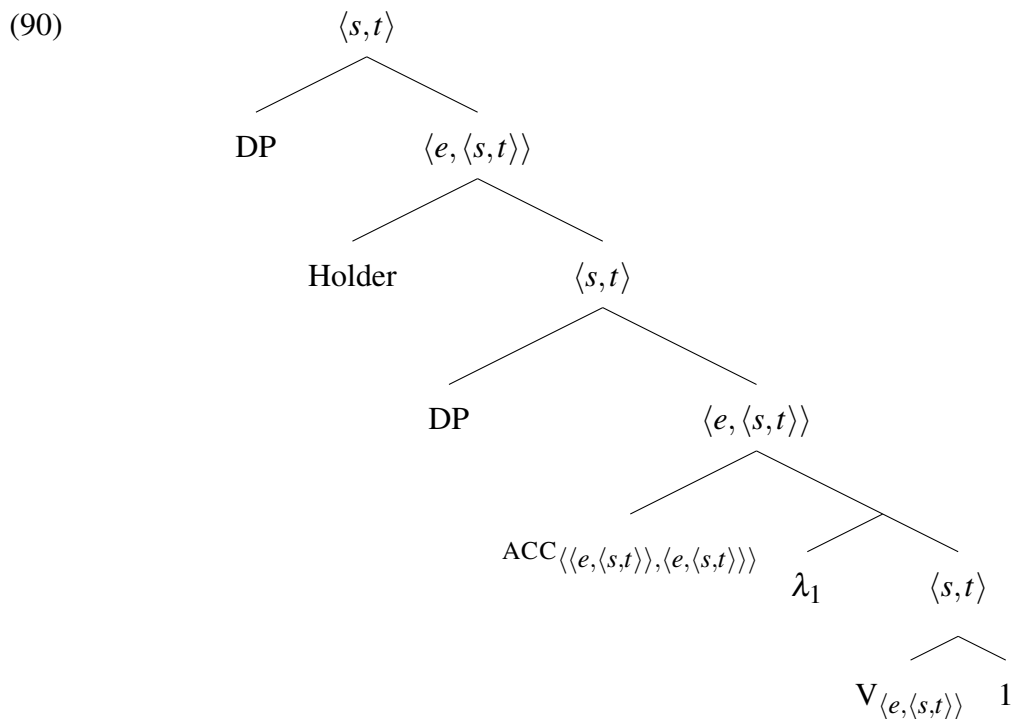 (90)
⟨s,t⟩
DP ⟨e,⟨s,t⟩⟩
Holder ⟨s,t⟩
DP ⟨e,⟨s,t⟩⟩
ACC⟨⟨e,⟨s,t⟩⟩,⟨e,⟨s,t⟩⟩⟩ λ1 ⟨s,t⟩
V⟨e,⟨s,t⟩⟩ 1